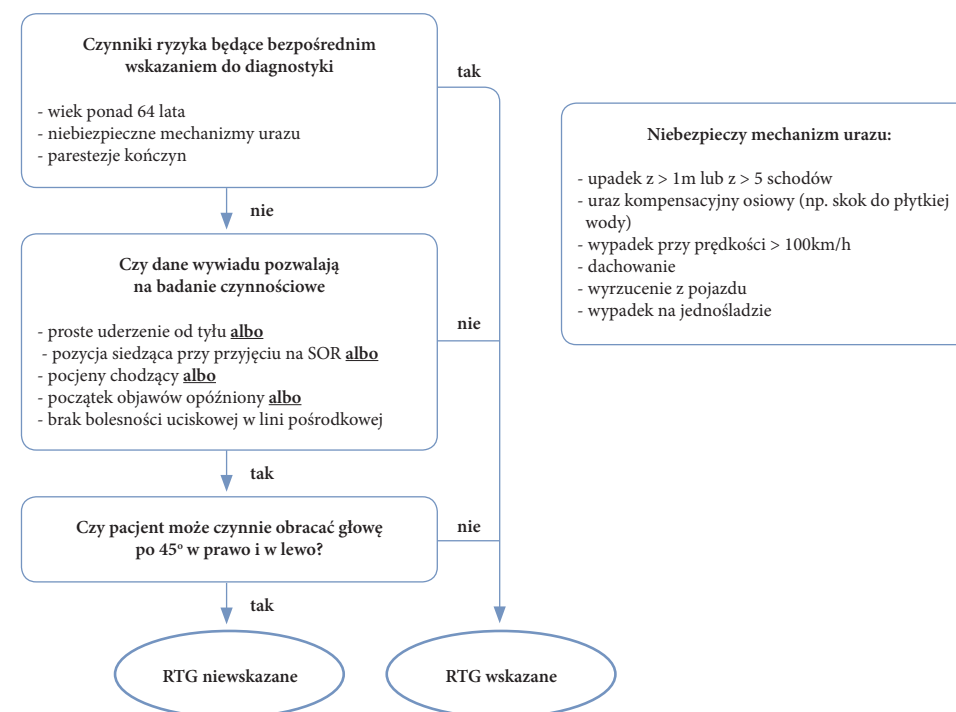 Czynniki ryzyka będące bezpośrednim
wskazaniem do diagnostyki
- wiek ponad 64 lata
- niebiezpieczne mechanizmy urazu
- parestezje kończyn
tak
nie
Czy dane wywiadu pozwalają
na badanie czynnościowe
- proste uderzenie od tyłu albo
- pozycja siedząca przy przyjęciu na SOR albo
- pocjeny chodzący albo
- początek objawów opóźniony albo
- brak bolesności uciskowej w lini pośrodkowej
nie
tak
Czy pacjent może czynnie obracać głowę
po 45º w prawo i w lewo?
nie
tak
RTG niewskazane
RTG wskazane
Niebezpieczy mechanizm urazu:
- upadek z > 1m lub z > 5 schodów
- uraz kompensacyjny osiowy (np. skok do płytkiej
wody)
- wypadek przy prędkości > 100km/h
- dachowanie
- wyrzucenie z pojazdu
- wypadek na jednośladzie